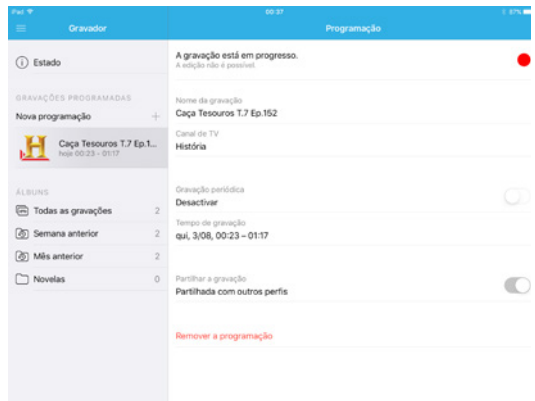 iPad
00:37
67%
Gravador
Programação
Estado
GRAVAÇÕES PROGRAMADAS
Nova programação
H
Caça Tesouros T.7 Ep.1...
hoje 00:23 - 01:17
ÁLBUNS
Todas as gravações 2
Semana anterior 2
Mês anterior 2
Novelas 0
A gravação está em progresso.
A edição não é possível.
Nome da gravação
Caça Tesouros T.7 Ep.152
Canal de TV
História
Gravação periódica
Desactivar
Tempo de gravação
qui, 3/08, 00:23 – 01:17
Partilhar a gravação
Partilhada com outros perfis
Remover a programação